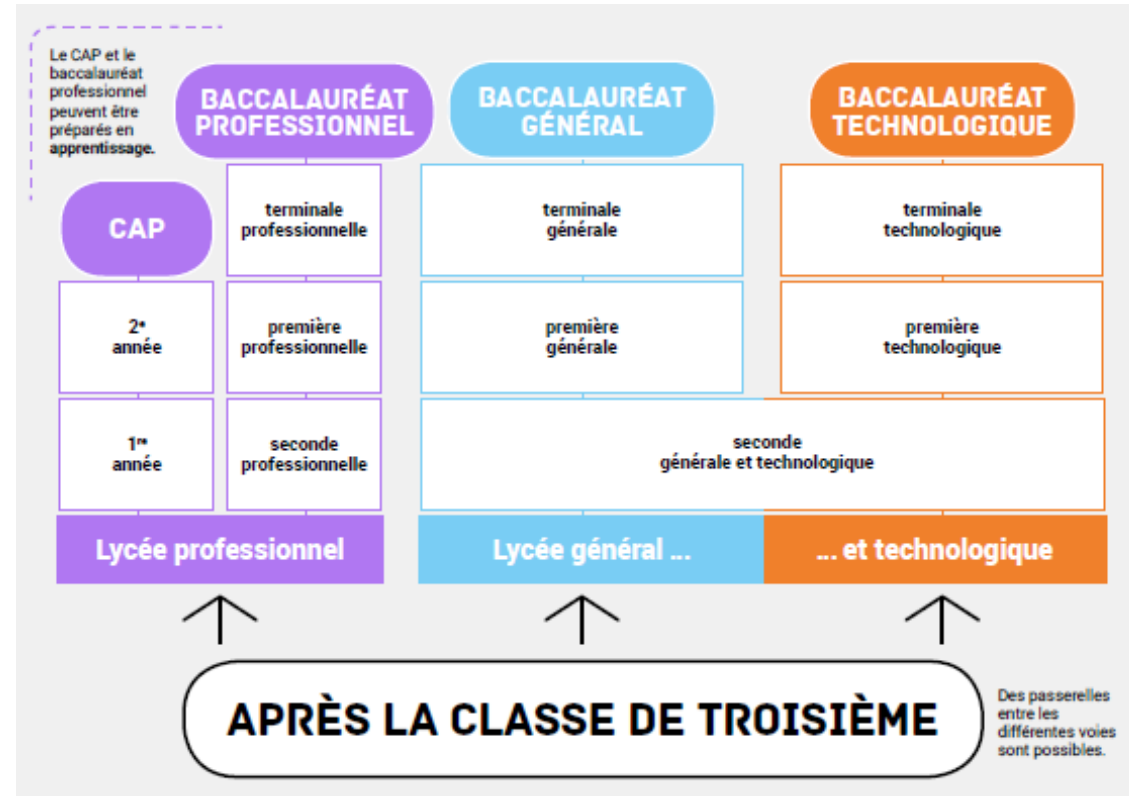 Le CAP et le
baccalauréat
professionnel
peuvent être
préparés en
apprentissage.
BACCALAURÉAT
PROFESSIONNEL
BACCALAURÉAT
GÉNÉRAL
BACCALAURÉAT
TECHNOLOGIQUE
CAP
terminale
professionnelle
terminale
générale
terminale
technologique
2e
année
première
professionnelle
première
générale
première
technologique
1re
année
seconde
professionnelle
seconde
générale et technologique
Lycée professionnel
Lycée général ...
... et technologique
APRÈS LA CLASSE DE TROISIÈME
Des passerelles
entre les
différentes voies
sont possibles.